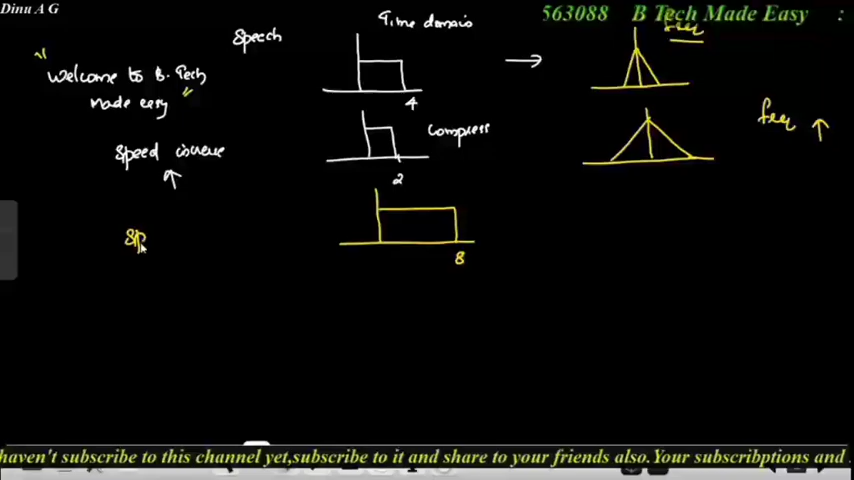 Dinu A G
563088 B Tech Made Easy :
Speech
Time domain
freq
"Welcome to B. Tech
made easy"
4
Speed increase
compress
freq ↑
2
Sp
8
haven't subscribe to this channel yet,subscribe to it and share to your friends also.Your subscribptions and